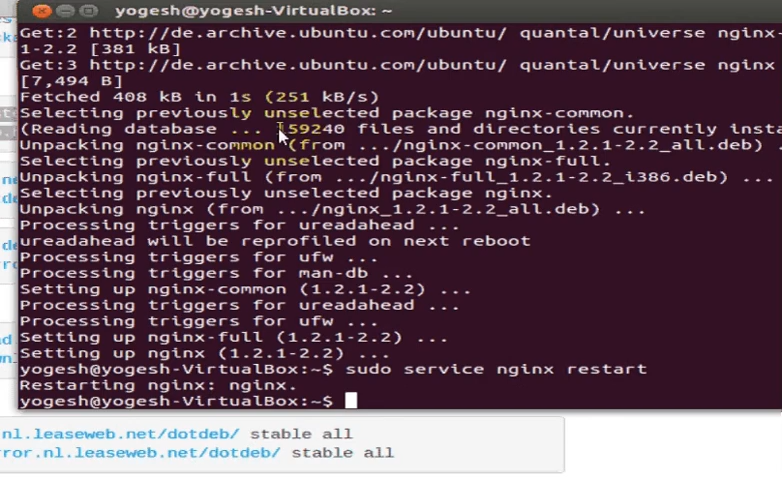 yogesh@yogesh-VirtualBox: ~
Get:2 http://de.archive.ubuntu.com/ubuntu/ quantal/universe nginx-
1-2.2 [381 kB]
Get:3 http://de.archive.ubuntu.com/ubuntu/ quantal/universe nginx
[7,494 B]
Fetched 408 kB in 1s (251 kB/s)
Selecting previously unselected package nginx-common.
(Reading database ... 159240 files and directories currently insta
Unpacking nginx-common (from .../nginx-common_1.2.1-2.2_all.deb) .
Selecting previously unselected package nginx-full.
Unpacking nginx-full (from .../nginx-full_1.2.1-2.2_i386.deb) ...
Selecting previously unselected package nginx.
Unpacking nginx (from .../nginx_1.2.1-2.2_all.deb) ...
Processing triggers for ureadahead ...
ureadahead will be reprofiled on next reboot
Processing triggers for ufw ...
Processing triggers for man-db ...
Setting up nginx-common (1.2.1-2.2) ...
Processing triggers for ureadahead ...
Processing triggers for ufw ...
Setting up nginx-full (1.2.1-2.2) ...
Setting up nginx (1.2.1-2.2) ...
yogesh@yogesh-VirtualBox:~$ sudo service nginx restart
Restarting nginx: nginx.
yogesh@yogesh-VirtualBox:~$
.nl.leaseweb.net/dotdeb/ stable all
ror.nl.leaseweb.net/dotdeb/ stable all